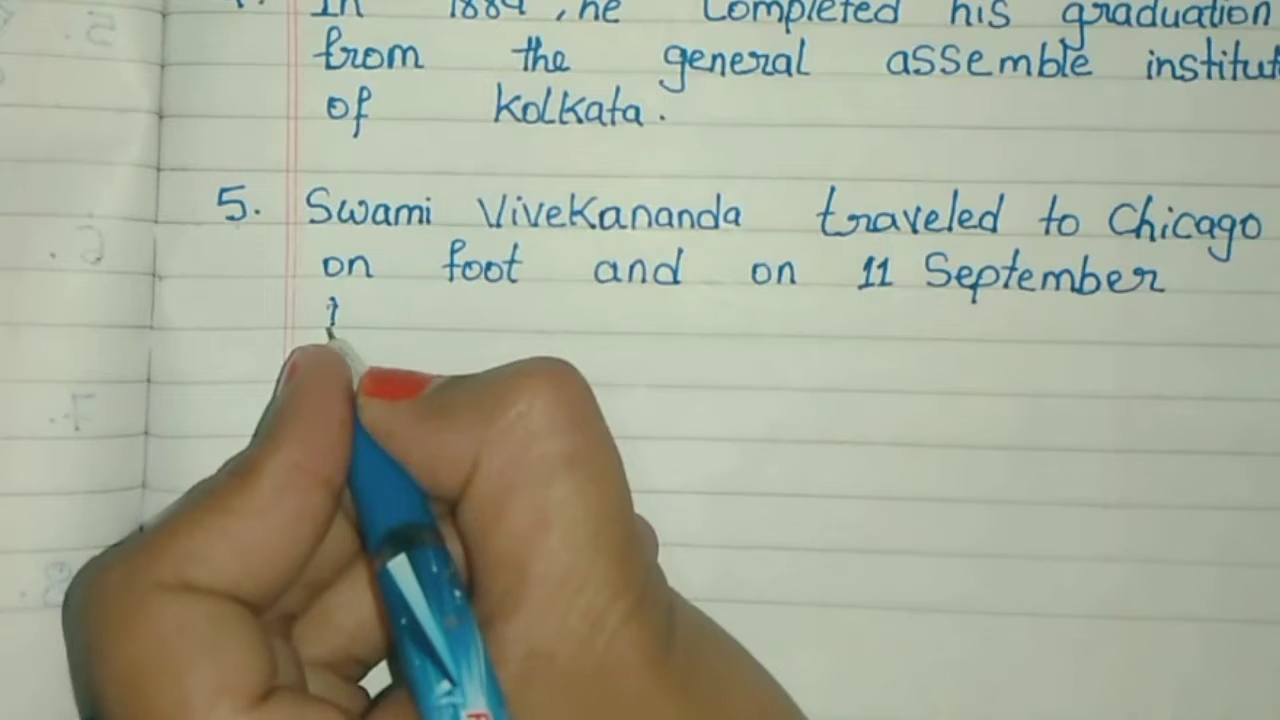 In 1884, he completed his graduation
from the general assemble institut
of Kolkata.
5. Swami Vivekananda traveled to Chicago
on foot and on 11 September
1